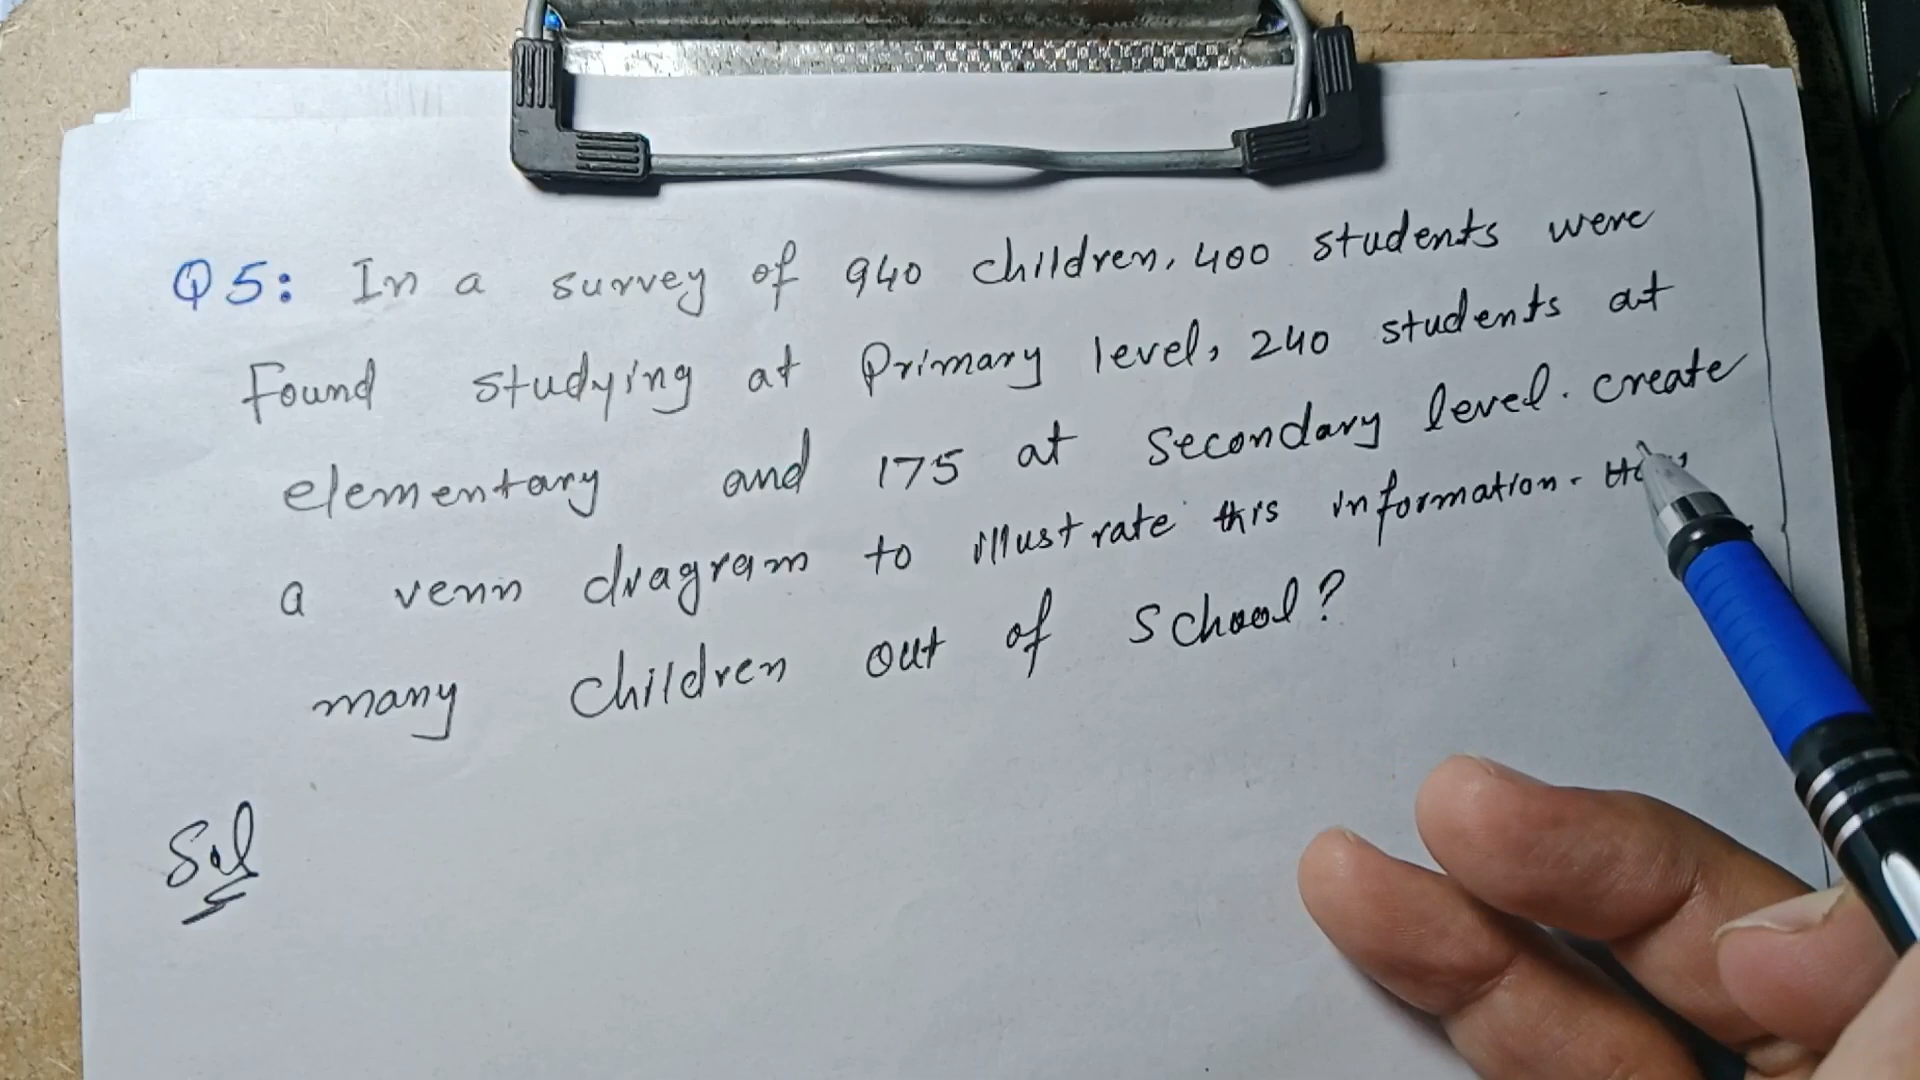 Q5: In a survey of 940 children, 400 students were
Found studying at Primary level, 240 students at
elementary and 175 at secondary level. create
a venn diagram to illustrate this information.
many children out of school?
Sol